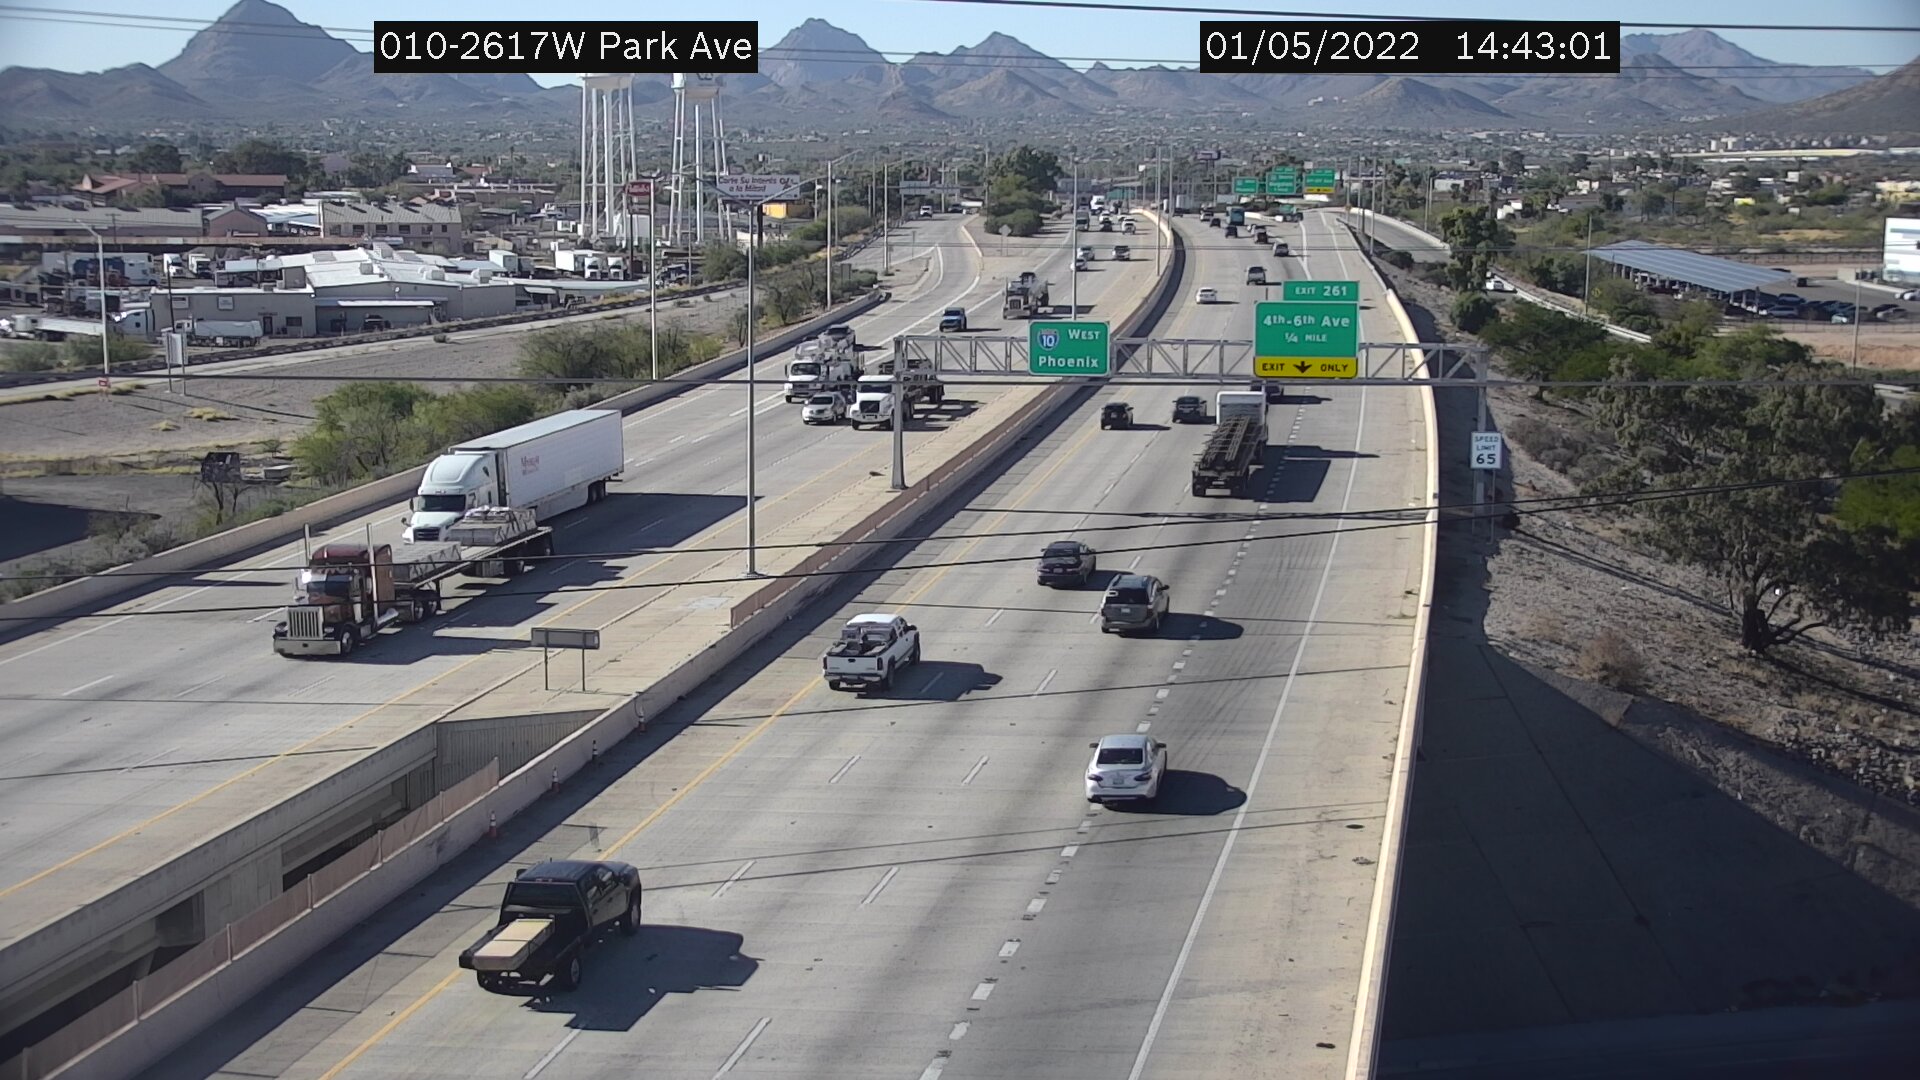 010-2617W Park Ave
01/05/2022 14:43:01
EXIT 261
4th-6th Ave
1/4 MILE
EXIT ONLY
10 WEST
Phoenix
SPEED
LIMIT
65